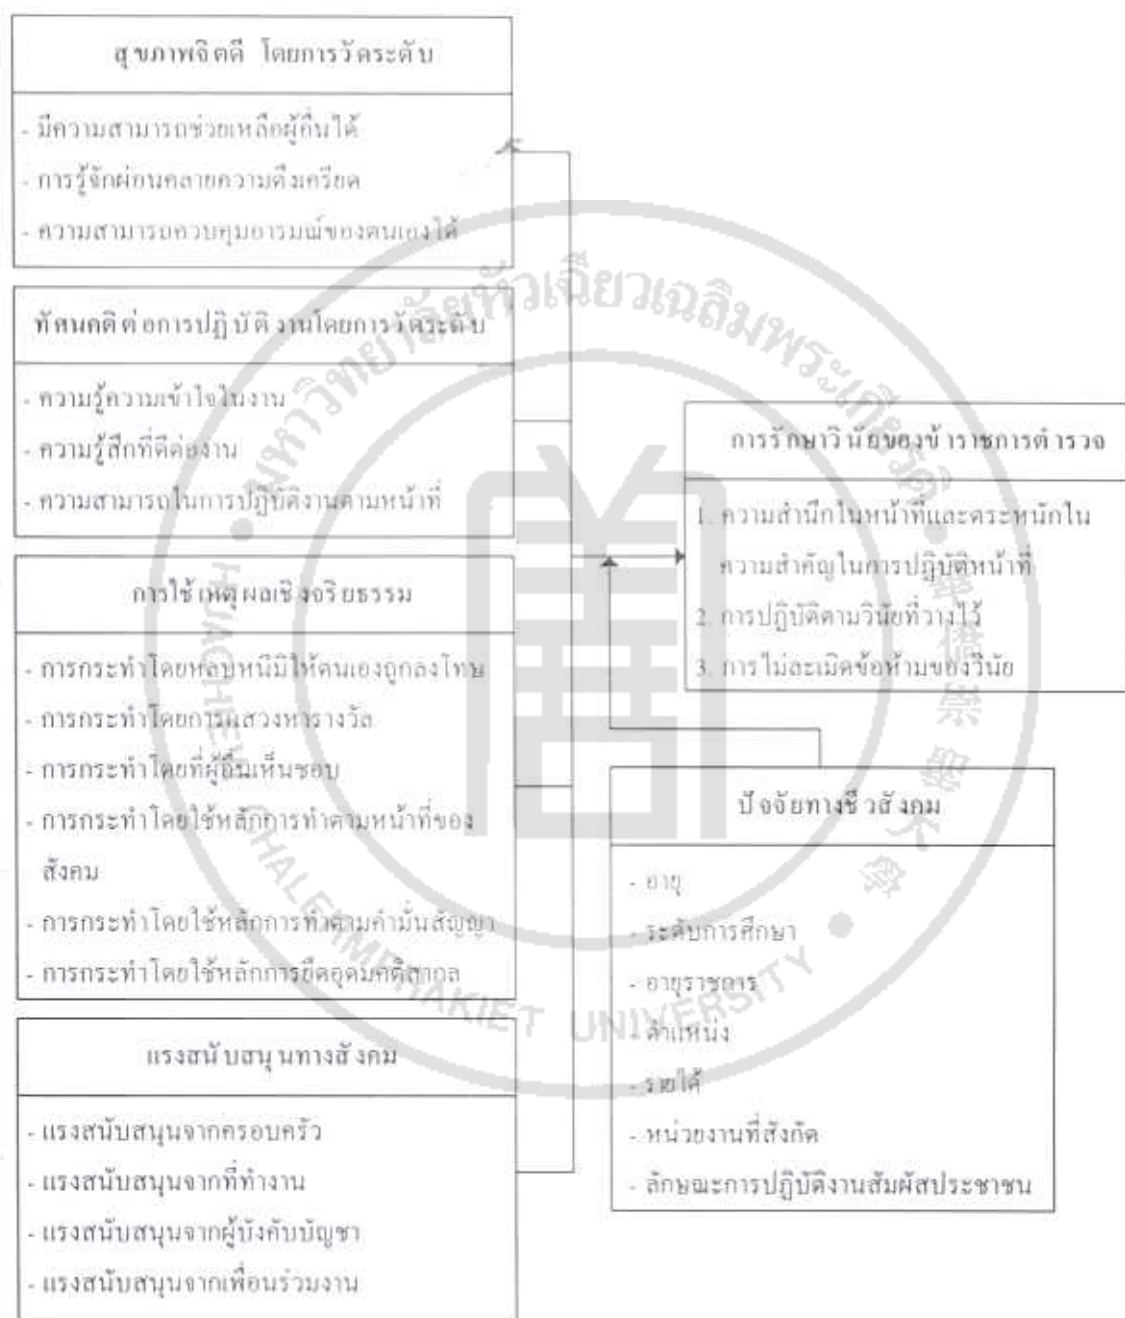 สุขภาพจิตดี โดยการวัดระดับ
- มีความสามารถช่วยเหลือผู้อื่นได้
- การรู้จักผ่อนคลายความตึงเครียด
- ความสามารถควบคุมอารมณ์ของตนเองได้
ทัศนคติต่อการปฏิบัติงานโดยการวัดระดับ
- ความรู้ความเข้าใจในงาน
- ความรู้สึกที่ดีต่องาน
- ความสามารถในการปฏิบัติงานตามหน้าที่
การใช้เหตุผลเชิงจริยธรรม
- การกระทำโดยหลบหนีมิให้ตนเองถูกลงโทษ
- การกระทำโดยการแสวงหารางวัล
- การกระทำโดยที่ผู้อื่นเห็นชอบ
- การกระทำโดยใช้หลักการทำตามหน้าที่ของ
สังคม
- การกระทำโดยใช้หลักการทำตามคำมั่นสัญญา
- การกระทำโดยใช้หลักการยึดอุดมคติสากล
แรงสนับสนุนทางสังคม
- แรงสนับสนุนจากครอบครัว
- แรงสนับสนุนจากที่ทำงาน
- แรงสนับสนุนจากผู้บังคับบัญชา
- แรงสนับสนุนจากเพื่อนร่วมงาน
การรักษาวินัยของข้าราชการตำรวจ
1. ความสำนึกในหน้าที่และตระหนักใน
ความสำคัญในการปฏิบัติหน้าที่
2. การปฏิบัติตามวินัยที่วางไว้
3. การไม่ละเมิดข้อห้ามของวินัย
ปัจจัยทางชีวสังคม
- อายุ
- ระดับการศึกษา
- อายุราชการ
- ตำแหน่ง
- รายได้
- หน่วยงานที่สังกัด
- ลักษณะการปฏิบัติงานสัมผัสประชาชน
มหาวิทยาลัยหัวเฉียวเฉลิมพระเกียรติ
HUACHIEW CHALERMPRAKIET UNIVERSITY